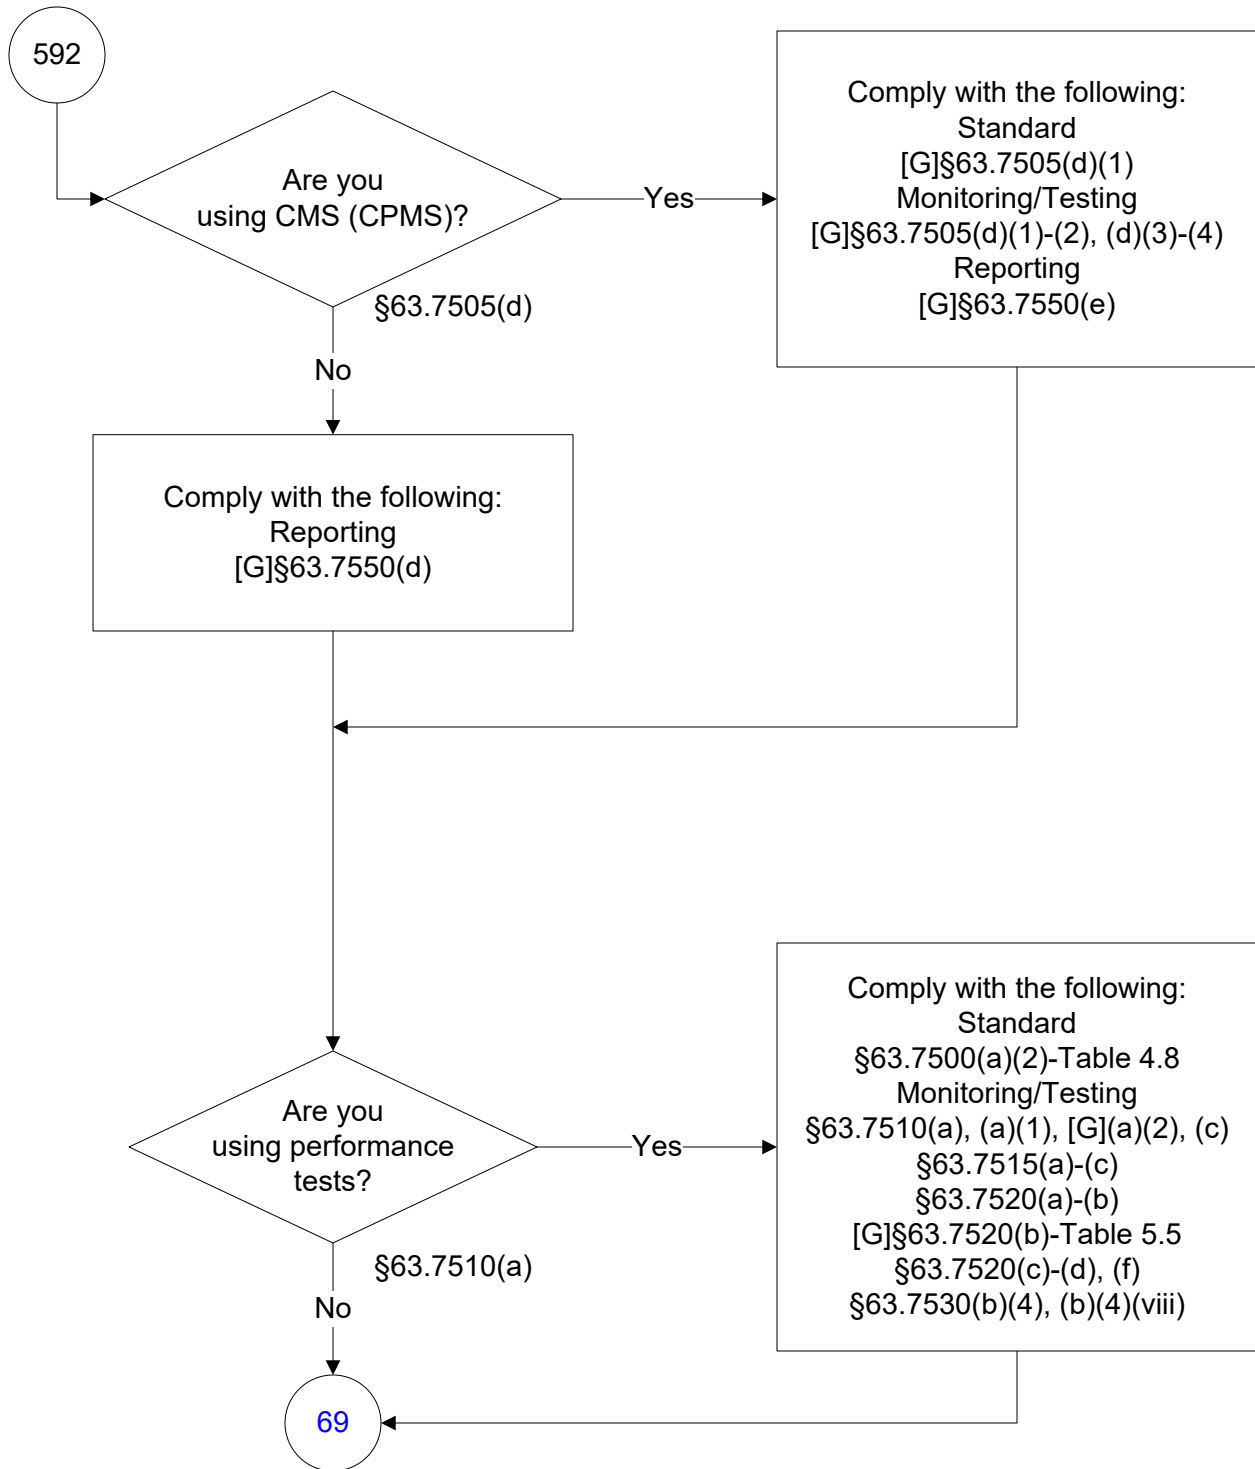 592
Are you
using CMS (CPMS)?
§63.7505(d)
Yes
Comply with the following:
Standard
[G]§63.7505(d)(1)
Monitoring/Testing
[G]§63.7505(d)(1)-(2), (d)(3)-(4)
Reporting
[G]§63.7550(e)
No
Comply with the following:
Reporting
[G]§63.7550(d)
Are you
using performance
tests?
§63.7510(a)
Yes
Comply with the following:
Standard
§63.7500(a)(2)-Table 4.8
Monitoring/Testing
§63.7510(a), (a)(1), [G](a)(2), (c)
§63.7515(a)-(c)
§63.7520(a)-(b)
[G]§63.7520(b)-Table 5.5
§63.7520(c)-(d), (f)
§63.7530(b)(4), (b)(4)(viii)
No
69